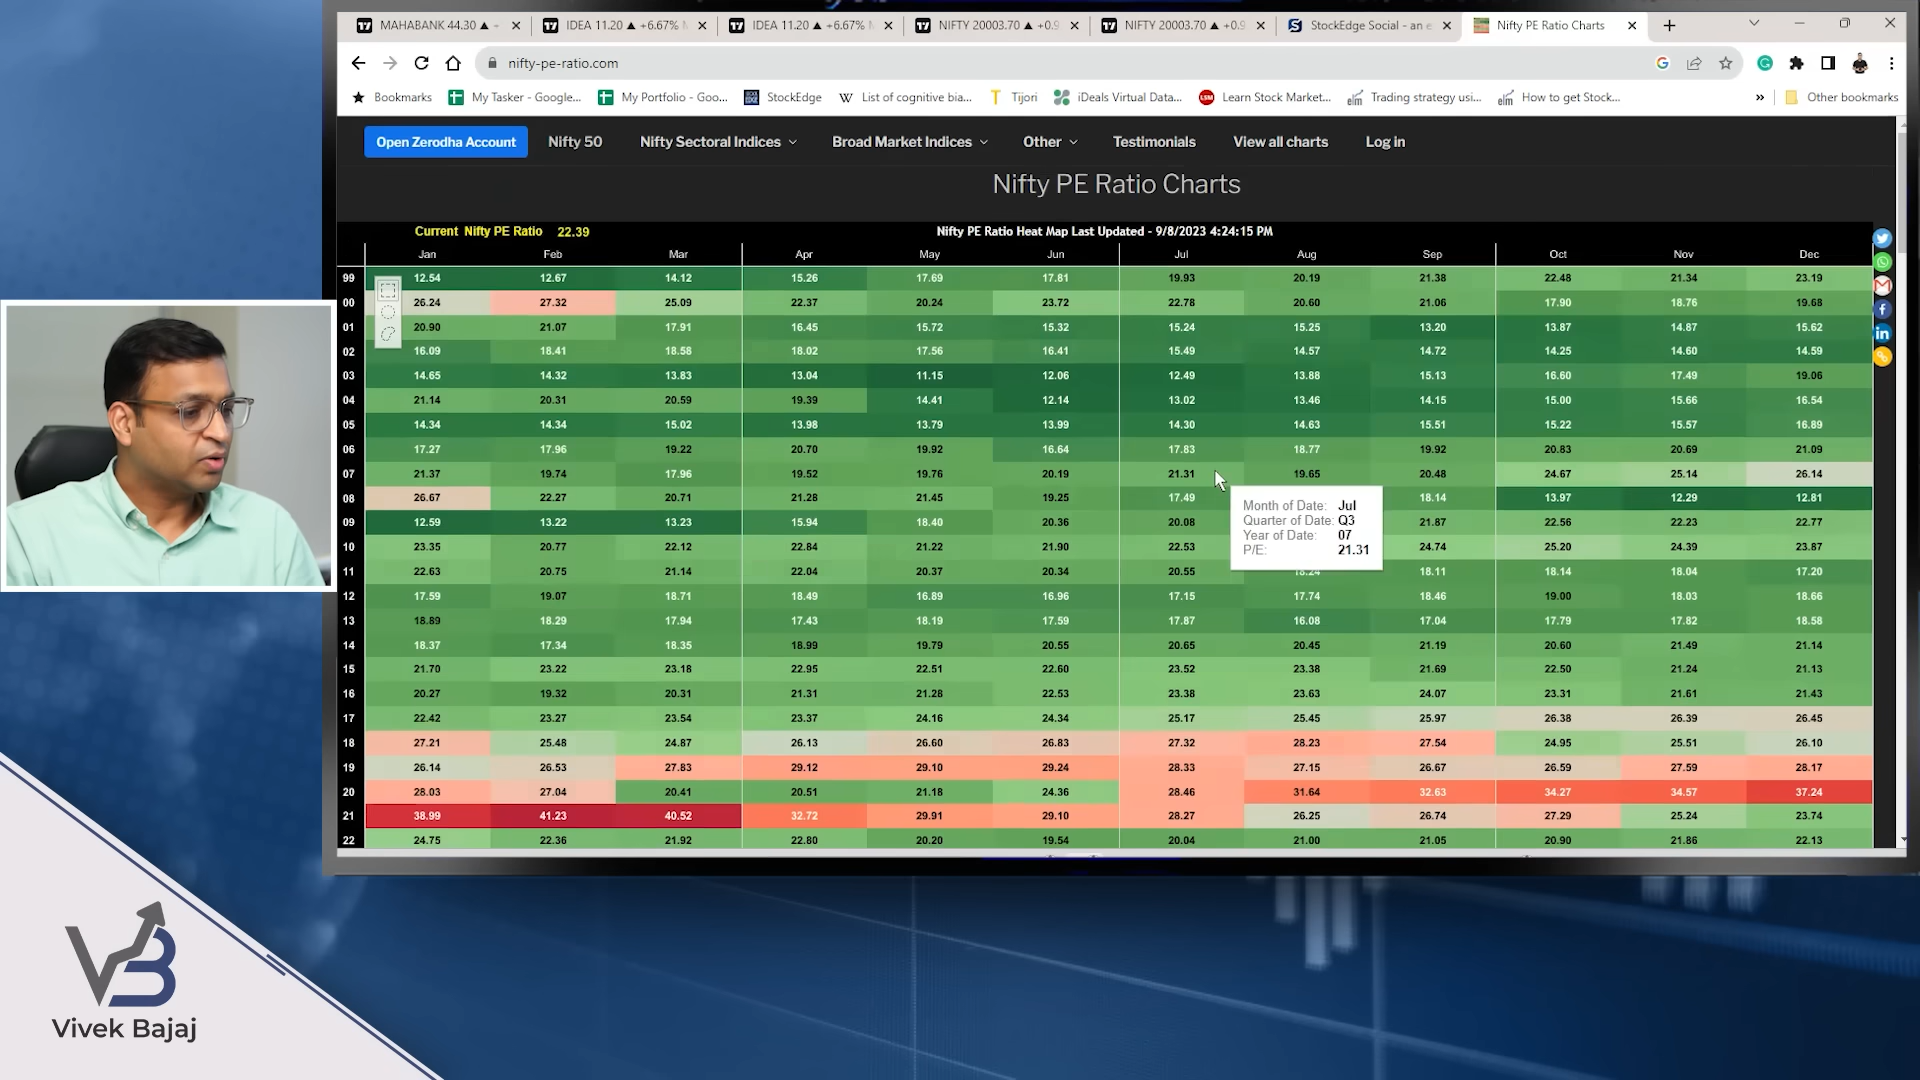 MAHABANK 44.30 ▲ +
IDEA 11.20 ▲ +6.67%
IDEA 11.20 ▲ +6.67%
NIFTY 20003.70 ▲ +0.9
NIFTY 20003.70 ▲ +0.9
StockEdge Social - an e
Nifty PE Ratio Charts
nifty-pe-ratio.com
Bookmarks My Tasker - Google... My Portfolio - Goo... StockEdge List of cognitive bia... Tijori iDeals Virtual Data... Learn Stock Market... Trading strategy usi... How to get Stock... » Other bookmarks
Open Zerodha Account Nifty 50 Nifty Sectoral Indices Broad Market Indices Other Testimonials View all charts Log in
Nifty PE Ratio Charts
Current Nifty PE Ratio 22.39 Nifty PE Ratio Heat Map Last Updated - 9/8/2023 4:24:15 PM
Jan Feb Mar Apr May Jun Jul Aug Sep Oct Nov Dec
99 12.54 12.67 14.12 15.26 17.69 17.81 19.93 20.19 21.38 22.48 21.34 23.19
00 26.24 27.32 25.09 22.37 20.24 23.72 22.78 20.60 21.06 17.90 18.76 19.68
01 20.90 21.07 17.91 16.45 15.72 15.32 15.24 15.25 13.20 13.87 14.87 15.62
02 16.09 18.41 18.58 18.02 17.56 16.41 15.49 14.57 14.72 14.25 14.60 14.59
03 14.65 14.32 13.83 13.04 11.15 12.06 12.49 13.88 15.13 16.60 17.49 19.06
04 21.14 20.31 20.59 19.39 14.41 12.14 13.02 13.46 14.15 15.00 15.66 16.54
05 14.34 14.34 15.02 13.98 13.79 13.99 14.30 14.63 15.51 15.22 15.57 16.89
06 17.27 17.96 19.22 20.70 19.92 16.64 17.83 18.77 19.92 20.83 20.69 21.09
07 21.37 19.74 17.96 19.52 19.76 20.19 21.31 19.65 20.48 24.67 25.14 26.14
08 26.67 22.27 20.71 21.28 21.45 19.25 17.49 18.14 13.97 12.29 12.81
09 12.59 13.22 13.23 15.94 18.40 20.36 20.08 21.87 22.56 22.23 22.77
10 23.35 20.77 22.12 22.84 21.22 21.90 22.53 24.74 25.20 24.39 23.87
11 22.63 20.75 21.14 22.04 20.37 20.34 20.55 18.24 18.11 18.14 18.04 17.20
12 17.59 19.07 18.71 18.49 16.89 16.96 17.15 17.74 18.46 19.00 18.03 18.66
13 18.89 18.29 17.94 17.43 18.19 17.59 17.87 16.08 17.04 17.79 17.82 18.58
14 18.37 17.34 18.35 18.99 19.79 20.55 20.65 20.45 21.19 20.60 21.49 21.14
15 21.70 23.22 23.18 22.95 22.51 22.60 23.52 23.38 21.69 22.50 21.24 21.13
16 20.27 19.32 20.31 21.31 21.28 22.53 23.38 23.63 24.07 23.31 21.61 21.43
17 22.42 23.27 23.54 23.37 24.16 24.34 25.17 25.45 25.97 26.38 26.39 26.45
18 27.21 25.48 24.87 26.13 26.60 26.83 27.32 28.23 27.54 24.95 25.51 26.10
19 26.14 26.53 27.83 29.12 29.10 29.24 28.33 27.15 26.67 26.59 27.59 28.17
20 28.03 27.04 20.41 20.51 21.18 24.36 28.46 31.64 32.63 34.27 34.57 37.24
21 38.99 41.23 40.52 32.72 29.91 29.10 28.27 26.25 26.74 27.29 25.24 23.74
22 24.75 22.36 21.92 22.80 20.20 19.54 20.04 21.00 21.05 20.90 21.86 22.13
Month of Date: Jul
Quarter of Date: Q3
Year of Date: 07
P/E: 21.31
VB
Vivek Bajaj